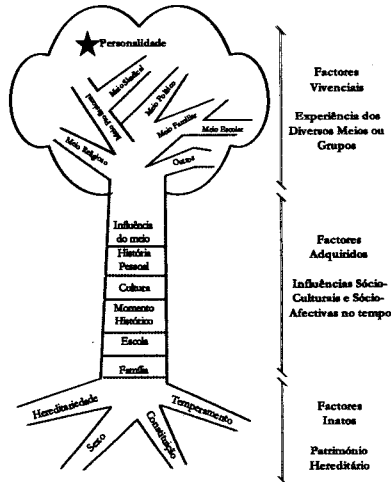 Personalidade
Meio Sindical
Meio Profissional
Meio Político
Meio Familiar
Meio Escolar
Meio Religioso
Outros
Factores
Vivenciais
Experiência dos
Diversos Meios ou
Grupos
Influência
do meio
História
Pessoal
Cultura
Momento
Histórico
Escola
Família
Factores
Adquiridos
Influências Sócio-
Culturais e Sócio-
Afectivas no tempo
Hereditariedade
Sexo
Constituição
Temperamento
Factores
Inatos
Património
Hereditário